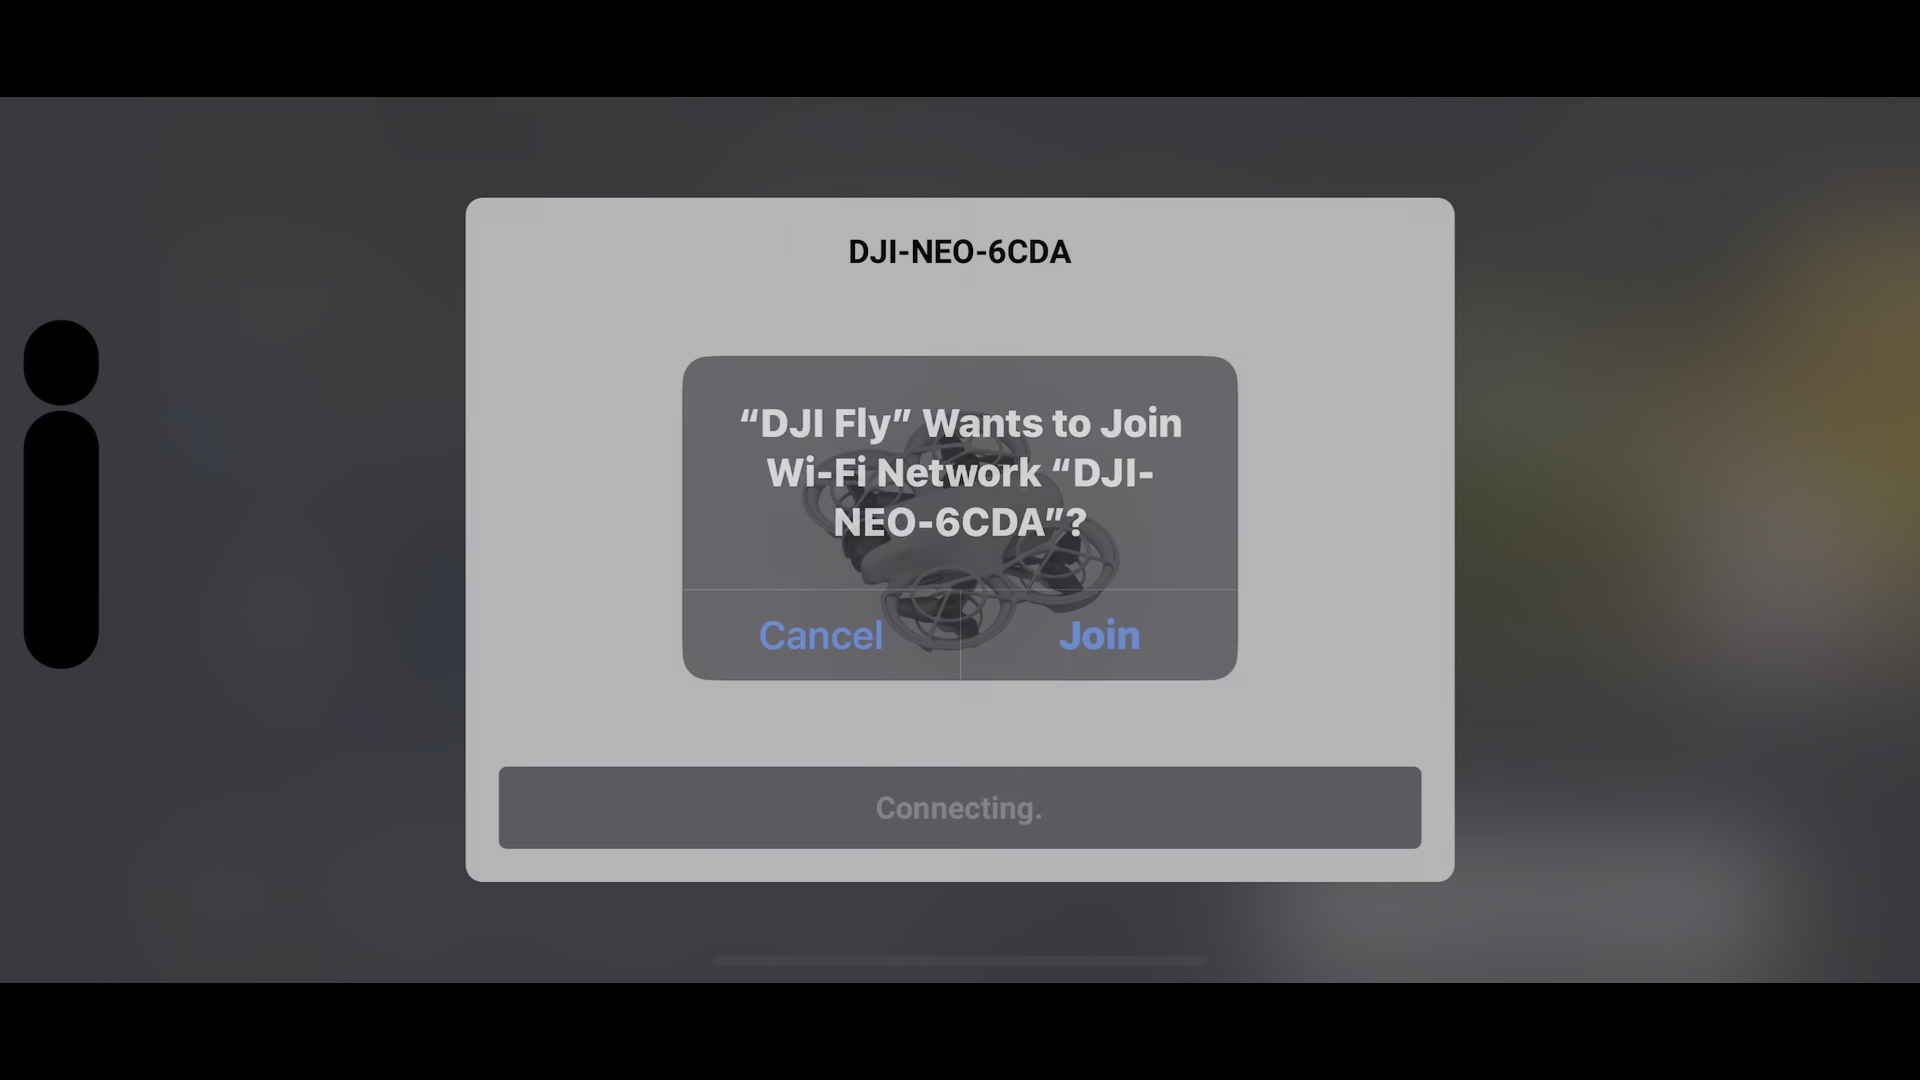 DJI-NEO-6CDA
“DJI Fly” Wants to Join
Wi-Fi Network “DJI-
NEO-6CDA”?
Cancel
Join
Connecting.